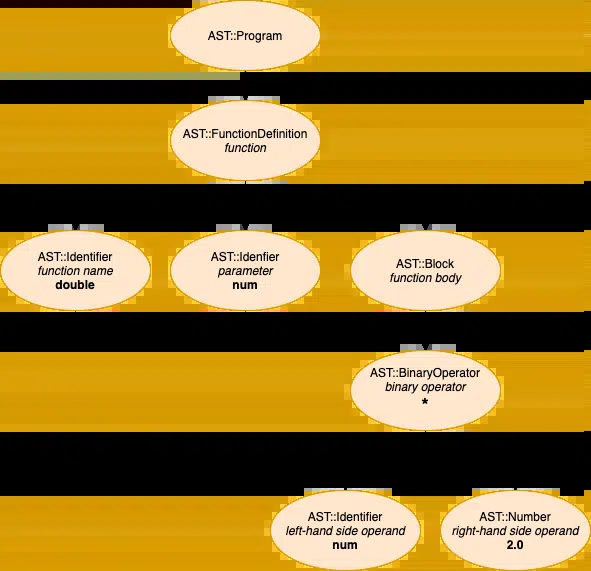 AST::Program
AST::FunctionDefinition
function
AST::Identifier
function name
double
AST::Idenfier
parameter
num
AST::Block
function body
AST::BinaryOperator
binary operator
*
AST::Identifier
left-hand side operand
num
AST::Number
right-hand side operand
2.0